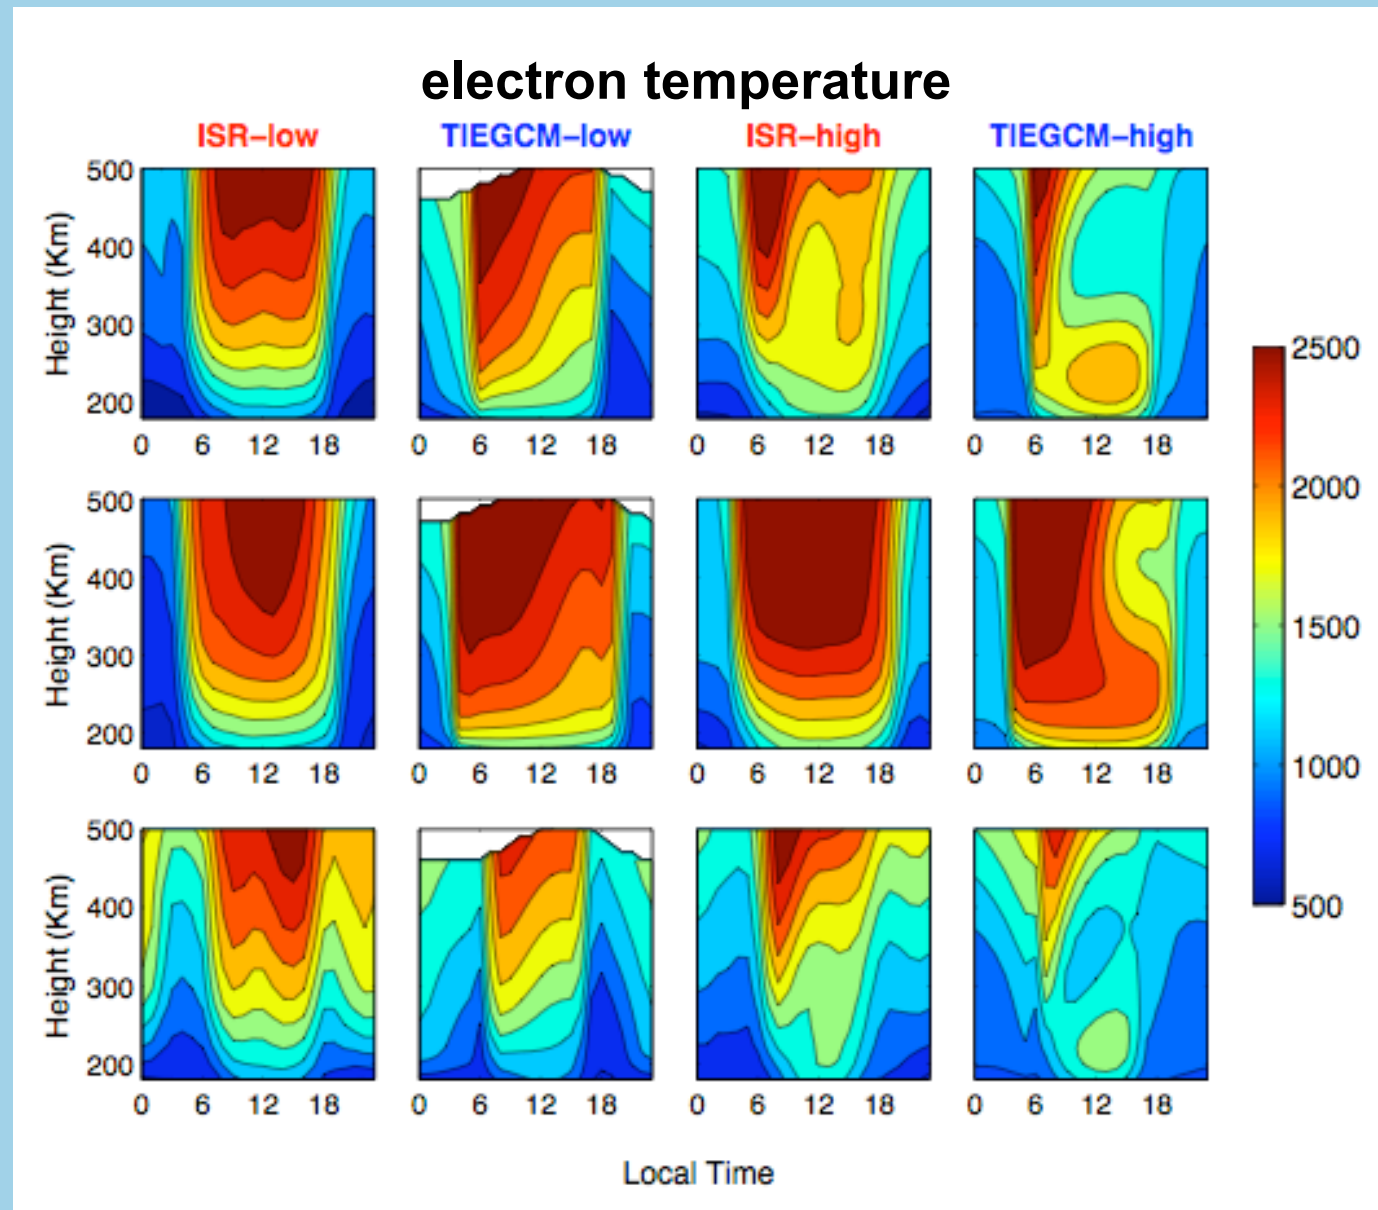 electron temperature
ISR-low TIEGCM-low ISR-high TIEGCM-high
500
400
300
200
Height (Km)
0 6 12 18 0 6 12 18 0 6 12 18 0 6 12 18
500
400
300
200
Height (Km)
0 6 12 18 0 6 12 18 0 6 12 18 0 6 12 18
500
400
300
200
Height (Km)
0 6 12 18 0 6 12 18 0 6 12 18 0 6 12 18
Local Time
2500
2000
1500
1000
500